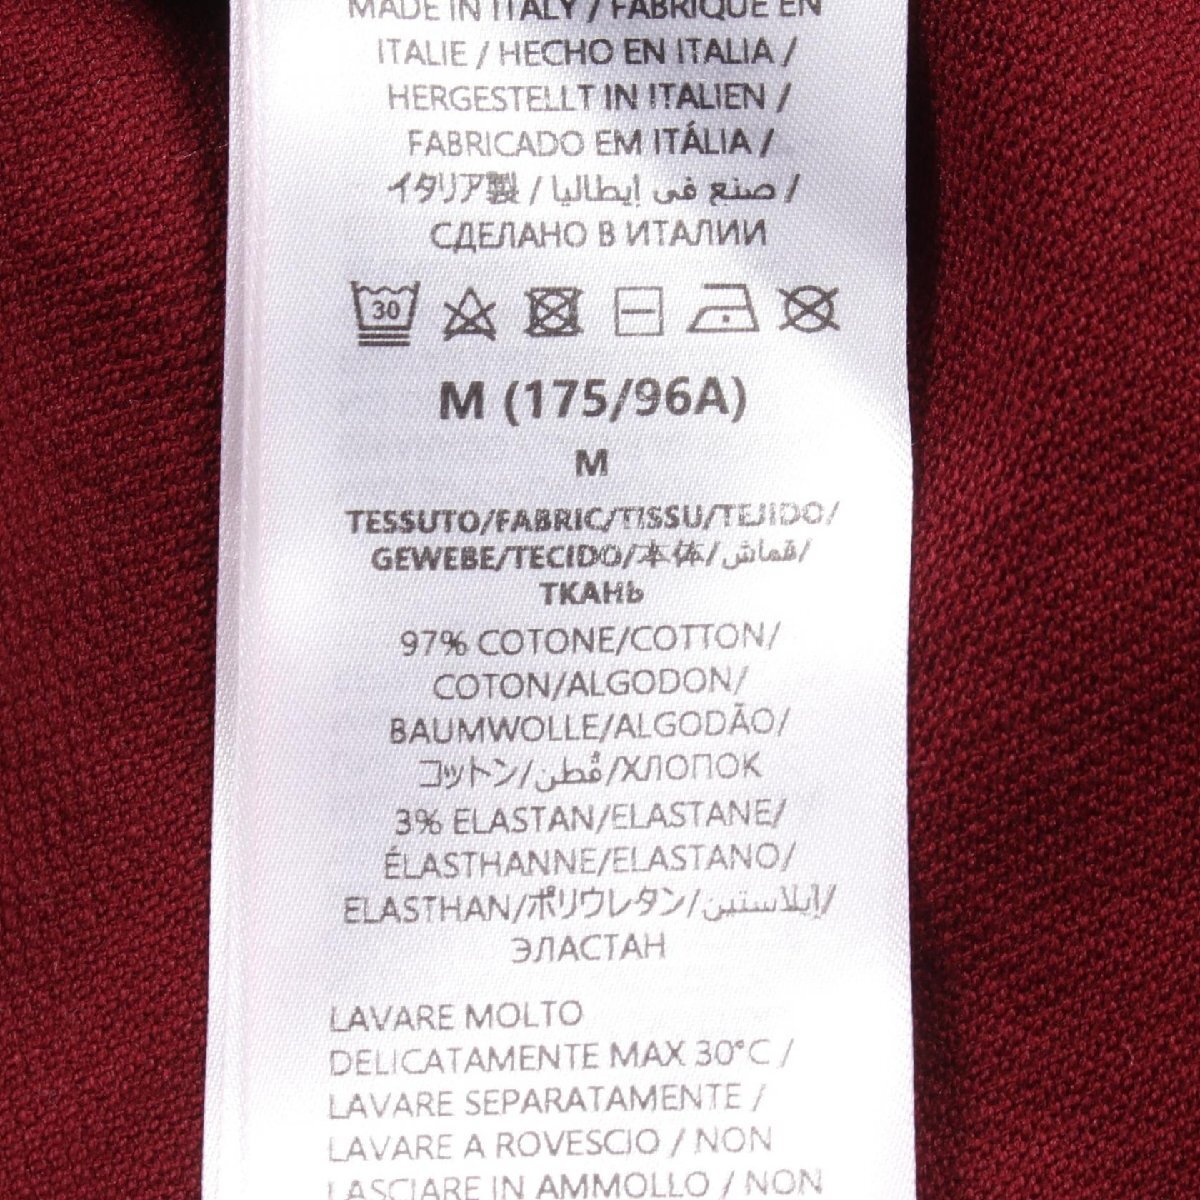 MADE IN ITALY / FABRIQUÉ EN
ITALIE / HECHO EN ITALIA /
HERGESTELLT IN ITALIEN /
FABRICADO EM ITÁLIA /
イタリア製 / صنع في إيطاليا /
СДЕЛАНО В ИТАЛИИ
30
M (175/96A)
M
TESSUTO/FABRIC/TISSU/TEJIDO/
GEWEBE/TECIDO/本体/قماش/
ТКАНЬ
97% COTONE/COTTON/
COTON/ALGODON/
BAUMWOLLE/ALGODÃO/
コットン/قُطن/ХЛОПОК
3% ELASTAN/ELASTANE/
ÉLASTHANNE/ELASTANO/
ELASTHAN/ポリウレタン/إيلاستين/
ЭЛАСТАН
LAVARE MOLTO
DELICATAMENTE MAX 30°C /
LAVARE SEPARATAMENTE /
LAVARE A ROVESCIO / NON
LASCIARE IN AMMOLLO / NON